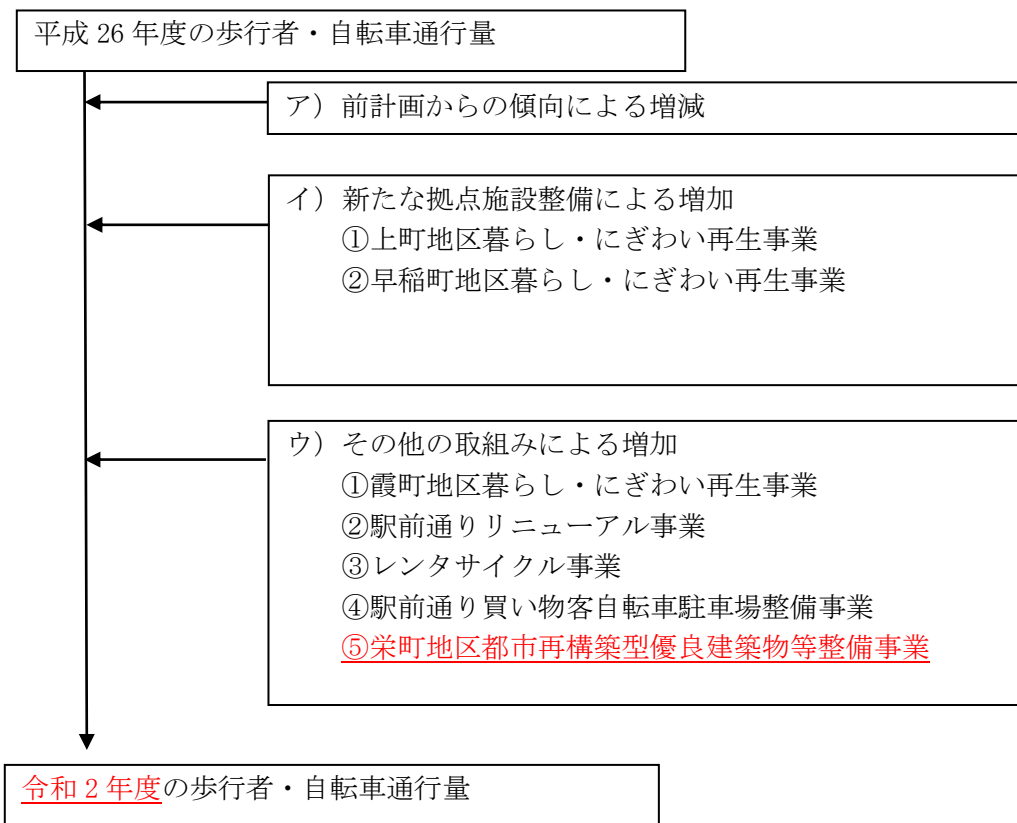 平成 26 年度の歩行者・自転車通行量
ア）前計画からの傾向による増減
イ）新たな拠点施設整備による増加
①上町地区暮らし・にぎわい再生事業
②早稲町地区暮らし・にぎわい再生事業
ウ）その他の取組みによる増加
①霞町地区暮らし・にぎわい再生事業
②駅前通りリニューアル事業
③レンタサイクル事業
④駅前通り買い物客自転車駐車場整備事業
⑤栄町地区都市再構築型優良建築物等整備事業
令和 2 年度の歩行者・自転車通行量